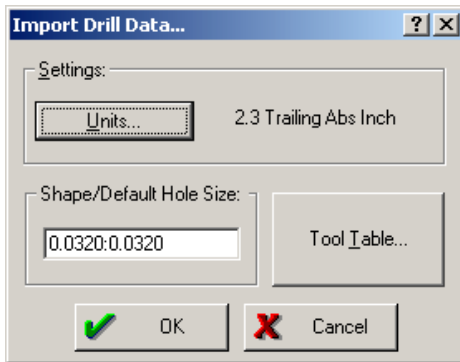 Import Drill Data...
Settings:
Units...
2.3 Trailing Abs Inch
Shape/Default Hole Size:
0.0320:0.0320
Tool Table...
OK
Cancel